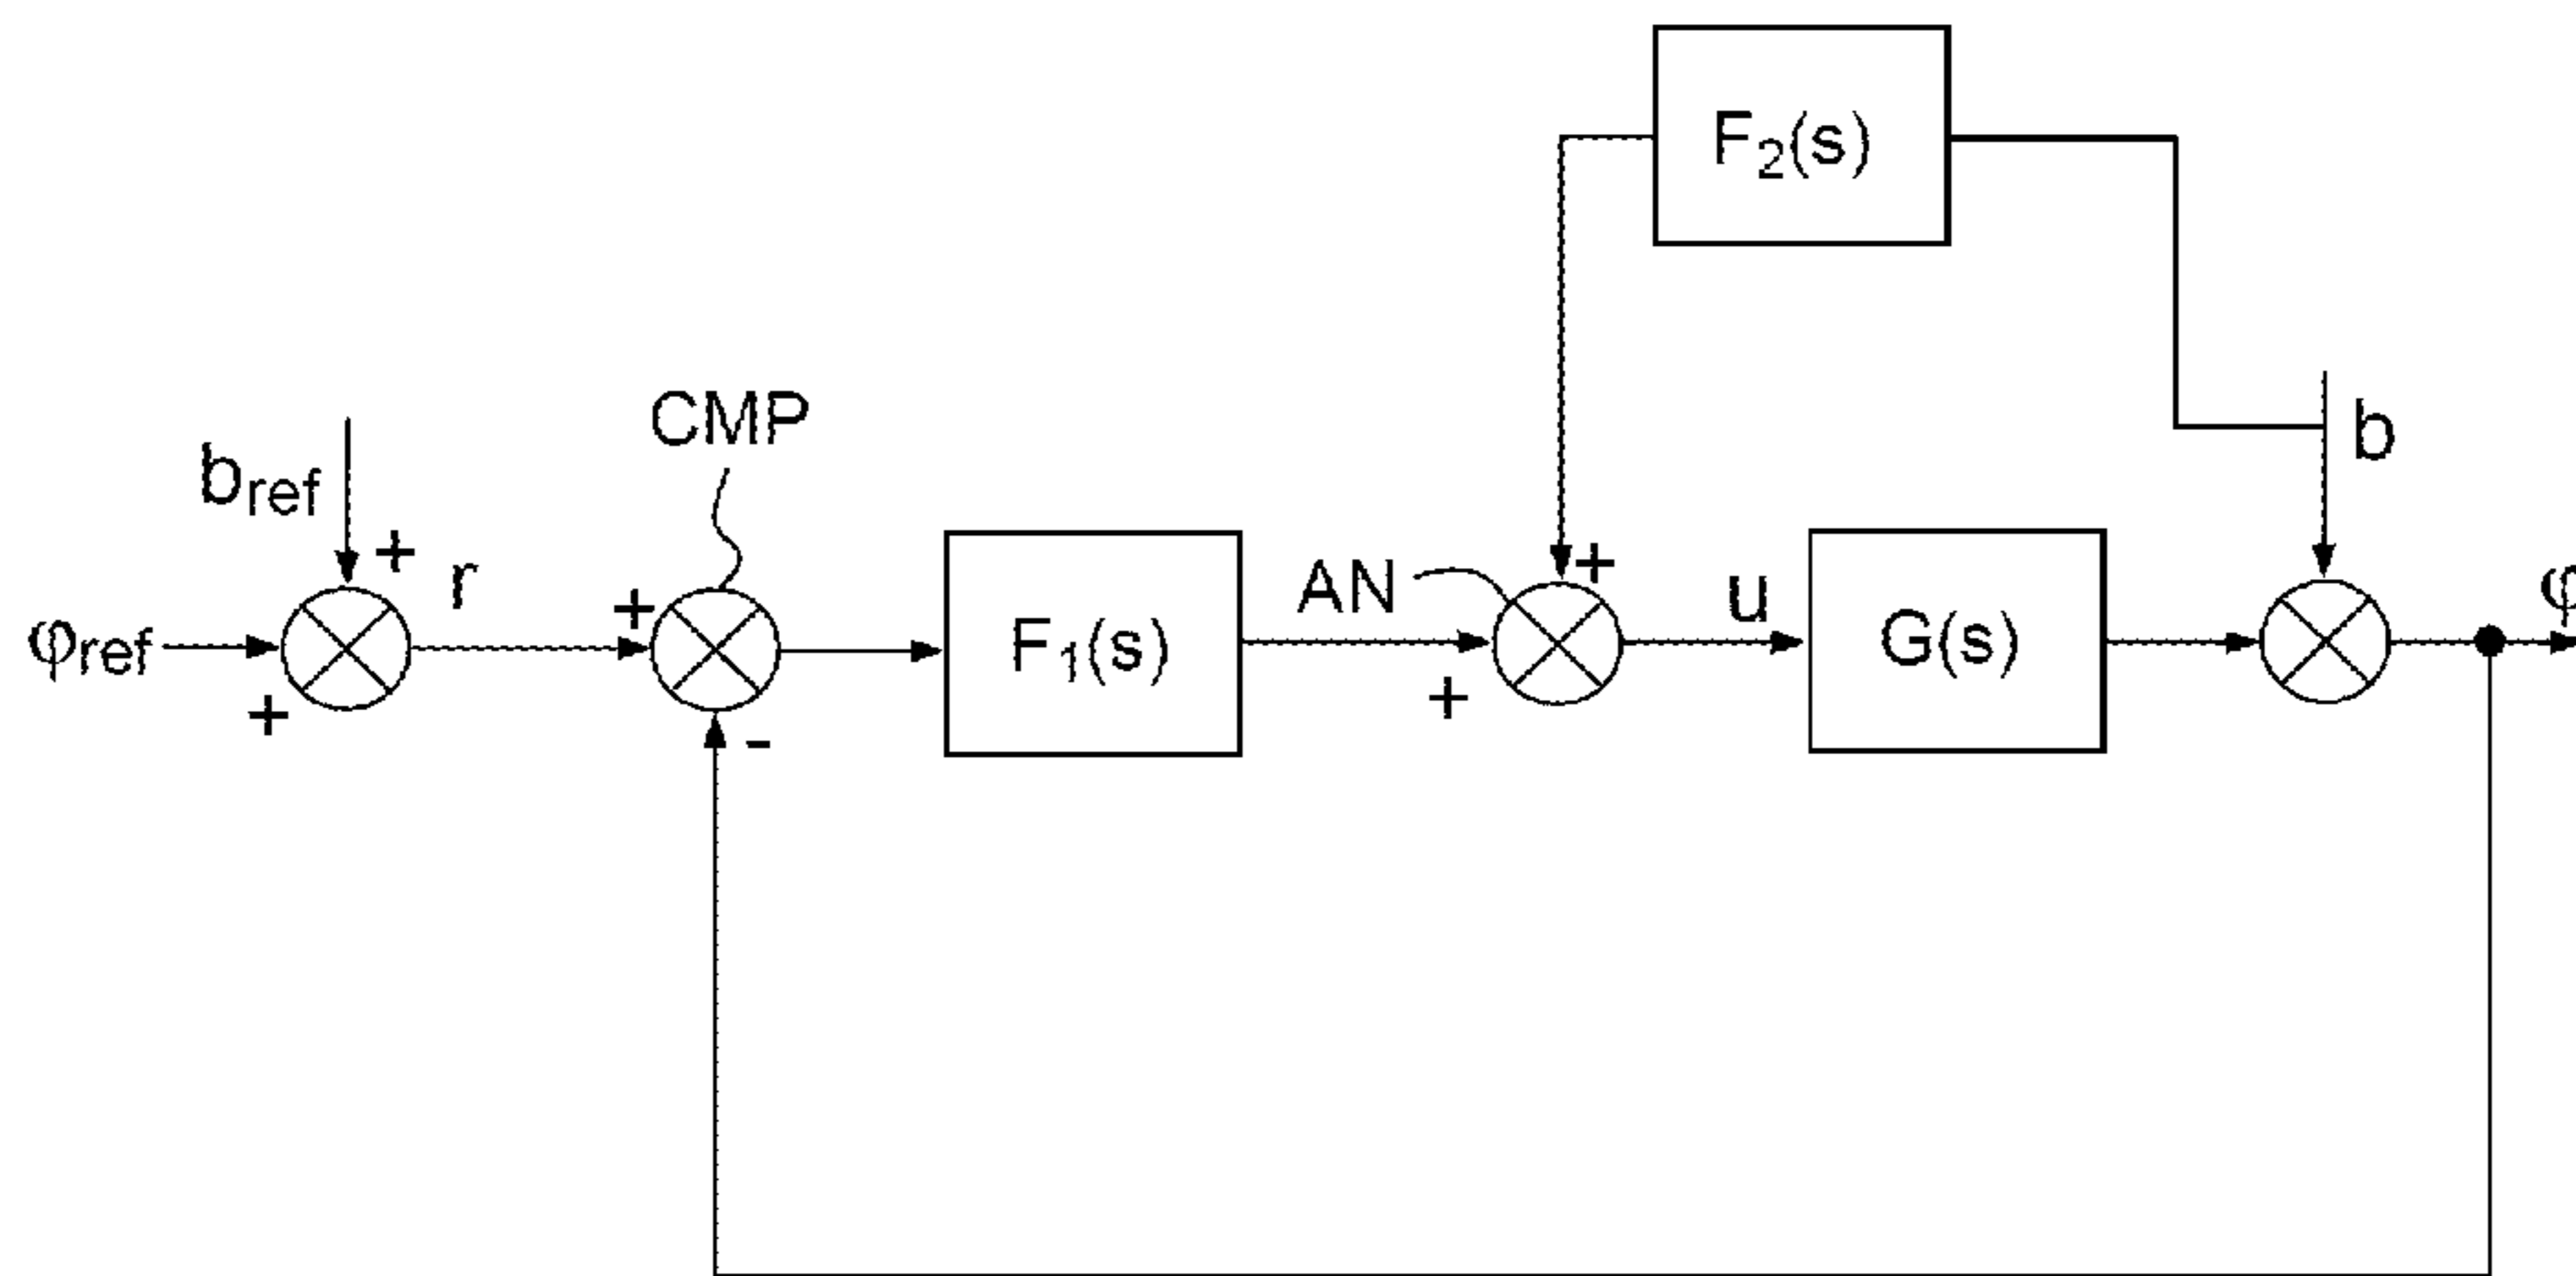 F₂(s)
CMP
b
b_ref
+
r
+
AN
+
u
φ_ref
F₁(s)
G(s)
φ
+
+
-